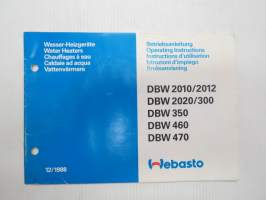 Wasser-Heizgeräte
Water Heaters
Chauffages à eau
Caldaie ad acqua
Vattenvärmare
12/1988
Betriebsanleitung
Operating Instructions
Instructions d'utilisation
Istruzioni d'impiego
Bruksanvisning
DBW 2010/2012
DBW 2020/300
DBW 350
DBW 460
DBW 470
Webasto